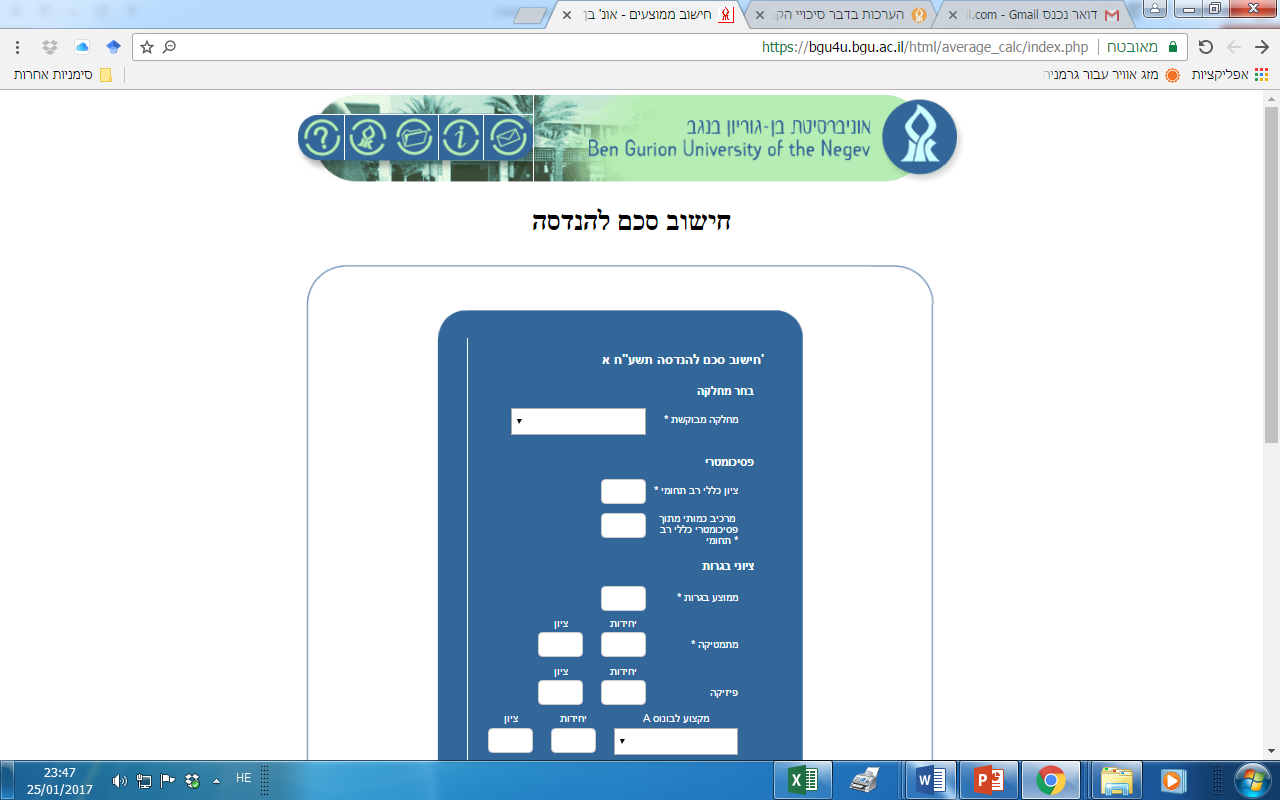 דואר נכנס - Gmail - il.com
הערכות בדבר סיכויי הק
חישוב ממוצעים - אונ' בן
מאובטח
https://bgu4u.bgu.ac.il/html/average_calc/index.php
אפליקציות
מזג אוויר עבור גרמניה
סימניות אחרות
אוניברסיטת בן-גוריון בנגב
Ben Gurion University of the Negev
חישוב סכם להנדסה
חישוב סכם להנדסה תשע"ח א'
בחר מחלקה
מחלקה מבוקשת *
פסיכומטרי
ציון כללי רב תחומי *
מרכיב כמותי מתוך
פסיכומטרי כללי רב
תחומי *
ציוני בגרות
ממוצע בגרות *
יחידות ציון
מתמטיקה *
יחידות ציון
פיזיקה
מקצוע לבונוס A יחידות ציון
HE
23:47
25/01/2017